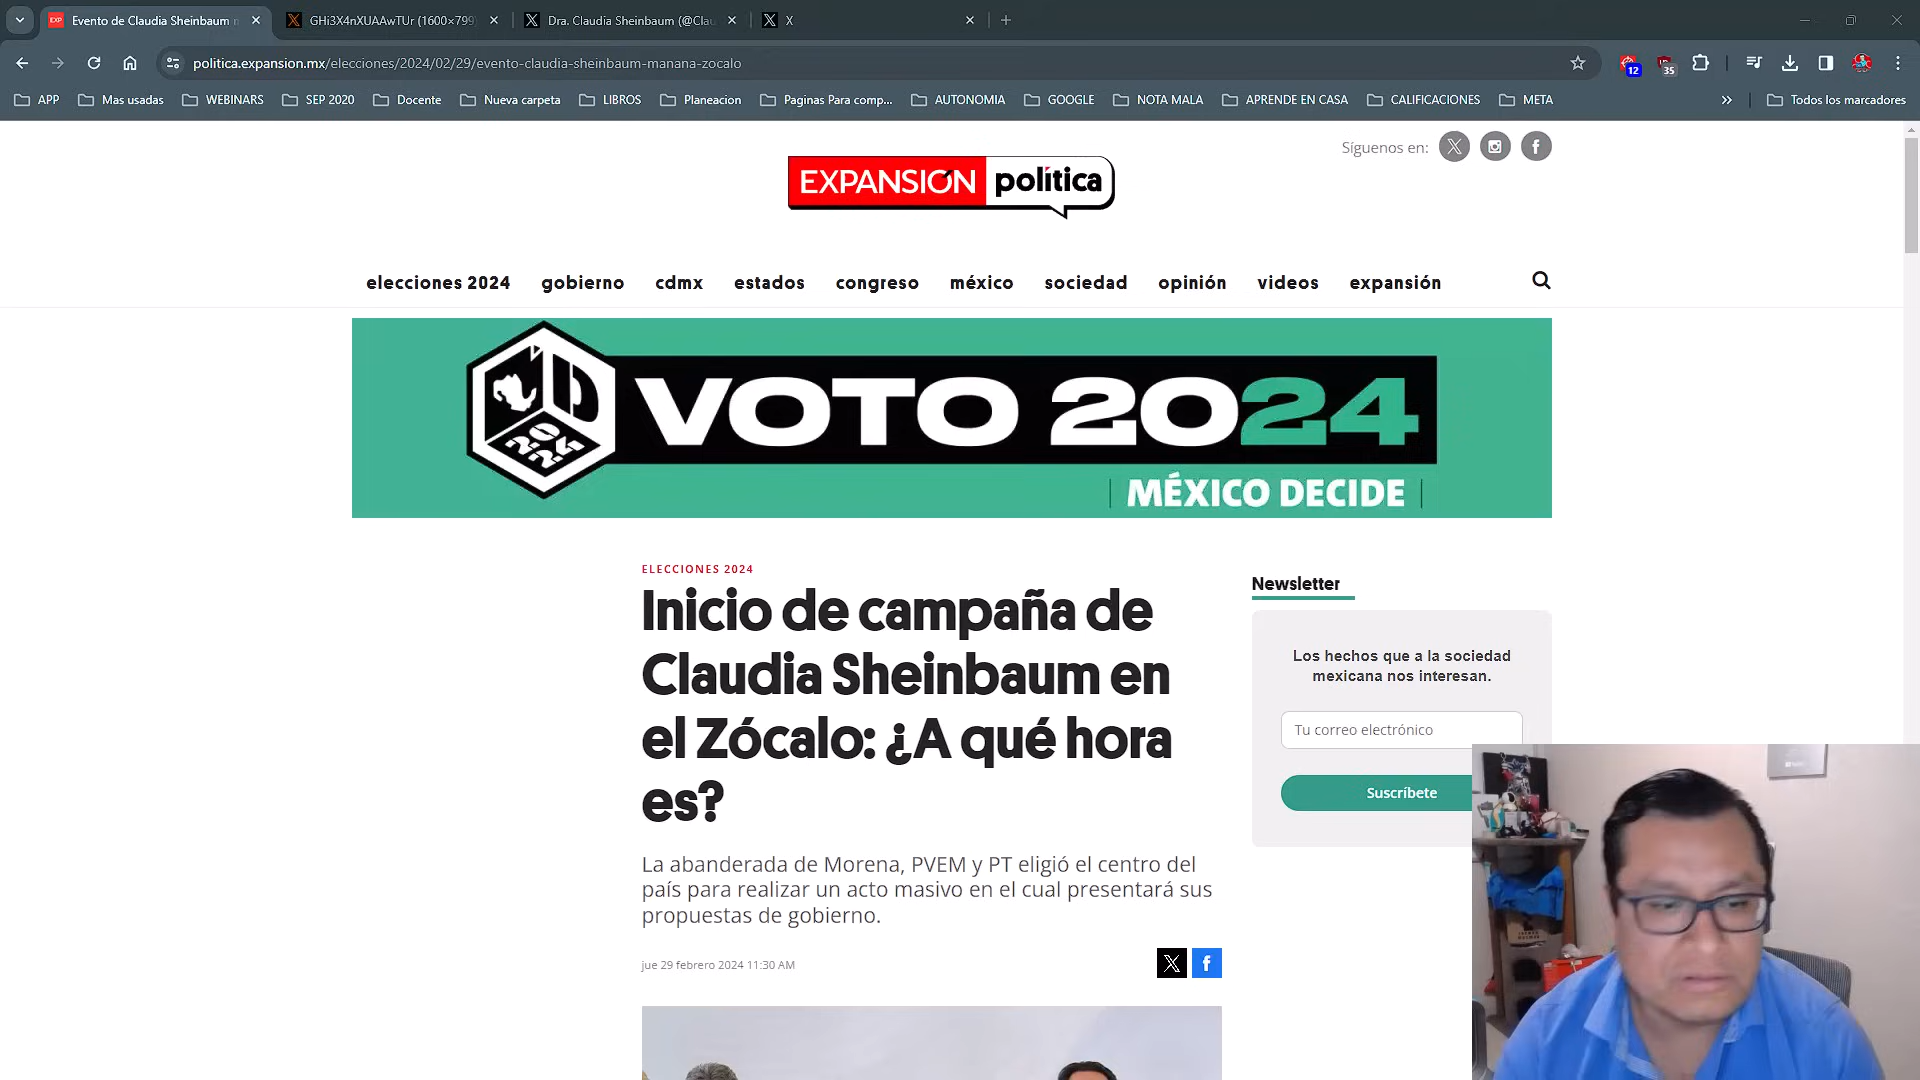 Evento de Claudia Sheinbaum
GHi3X4nXUAAwTUr (1600×799
Dra. Claudia Sheinbaum (@Clau
X
politica.expansion.mx/elecciones/2024/02/29/evento-claudia-sheinbaum-manana-zocalo
12
35
APP
Mas usadas
WEBINARS
SEP 2020
Docente
Nueva carpeta
LIBROS
Planeacion
Paginas Para comp...
AUTONOMIA
GOOGLE
NOTA MALA
APRENDE EN CASA
CALIFICACIONES
META
Todos los marcadores
Síguenos en:
EXPANSIÓN política
elecciones 2024
gobierno
cdmx
estados
congreso
méxico
sociedad
opinión
videos
expansión
VOTO 2024
MÉXICO DECIDE
ELECCIONES 2024
Inicio de campaña de
Claudia Sheinbaum en
el Zócalo: ¿A qué hora
es?
La abanderada de Morena, PVEM y PT eligió el centro del
país para realizar un acto masivo en el cual presentará sus
propuestas de gobierno.
jue 29 febrero 2024 11:30 AM
Newsletter
Los hechos que a la sociedad
mexicana nos interesan.
Tu correo electrónico
Suscríbete